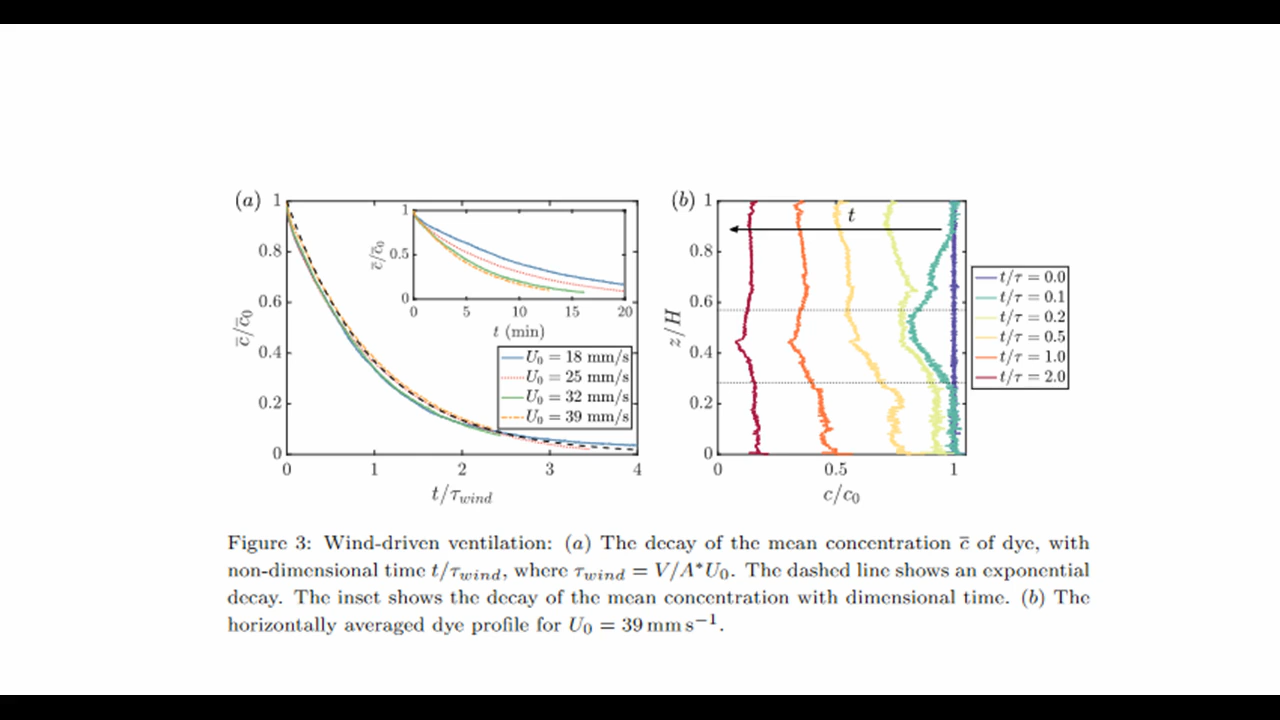 (a)
1
0.8
0.6
0.4
0.2
0
c̄/c̄₀
0 1 2 3 4
t/τ_wind
1
0.5
0
c̄/c̄₀
0 5 10 15 20
t (min)
U₀ = 18 mm/s
U₀ = 25 mm/s
U₀ = 32 mm/s
U₀ = 39 mm/s
(b)
1
0.8
0.6
0.4
0.2
0
z/H
t
0 0.5 1
c/c₀
t/τ = 0.0
t/τ = 0.1
t/τ = 0.2
t/τ = 0.5
t/τ = 1.0
t/τ = 2.0
Figure 3: Wind-driven ventilation: (a) The decay of the mean concentration c̄ of dye, with
non-dimensional time t/τ_wind, where τ_wind = V/A*U₀. The dashed line shows an exponential
decay. The inset shows the decay of the mean concentration with dimensional time. (b) The
horizontally averaged dye profile for U₀ = 39 mm s⁻¹.